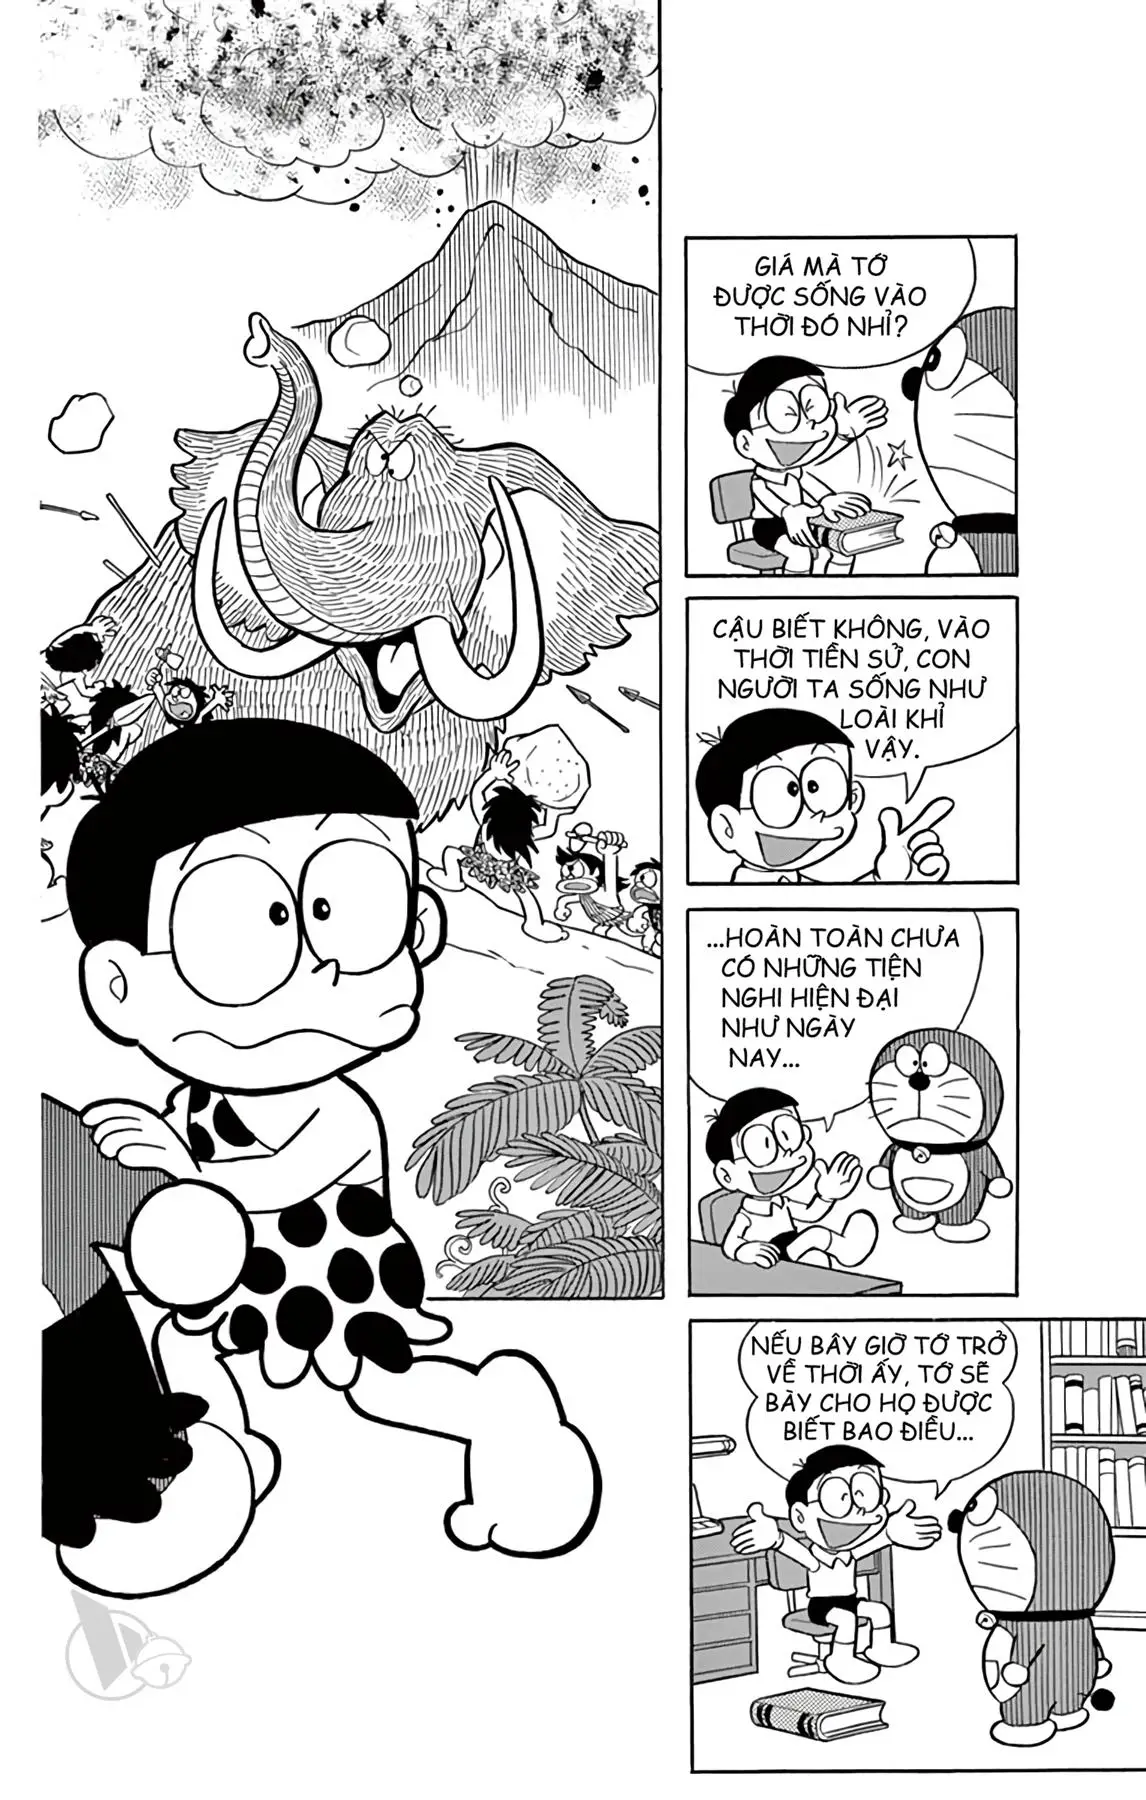 GIÁ MÀ TỚ
ĐƯỢC SỐNG VÀO
THỜI ĐÓ NHỈ?
CẬU BIẾT KHÔNG, VÀO
THỜI TIỀN SỬ, CON
NGƯỜI TA SỐNG NHƯ
LOÀI KHỈ
VẬY.
...HOÀN TOÀN CHƯA
CÓ NHỮNG TIỆN
NGHI HIỆN ĐẠI
NHƯ NGÀY
NAY...
NẾU BÂY GIỜ TỚ TRỞ
VỀ THỜI ẤY, TỚ SẼ
BÀY CHO HỌ ĐƯỢC
BIẾT BAO ĐIỀU...